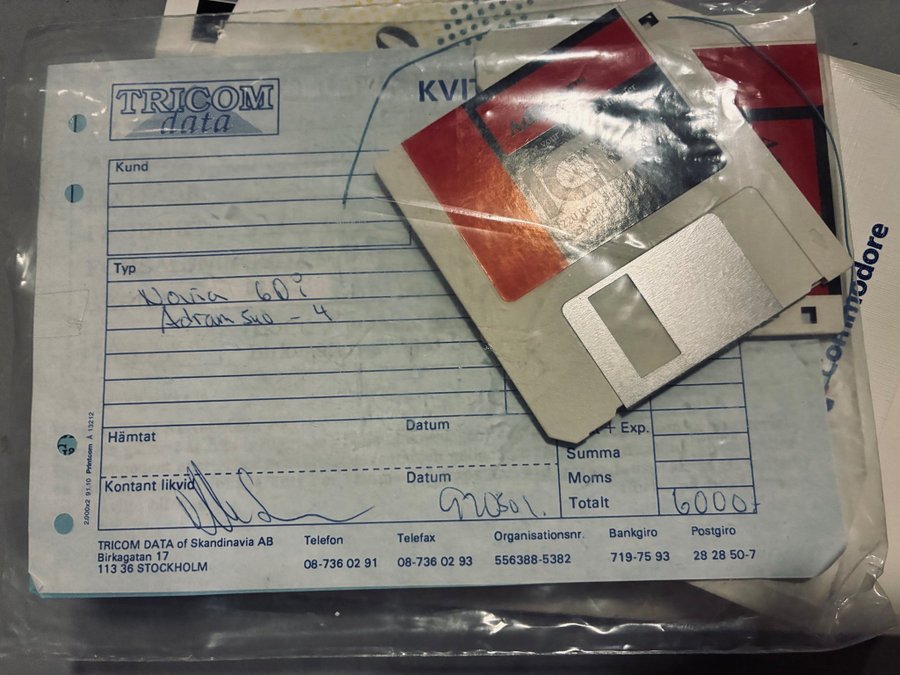 TRICOM
data
KVIT
Kund
Typ
Novia 60i
Adram 540 - 4
Hämtat
Datum
+ Exp.
Summa
Kontant likvid
Datum
920501.
Moms
Totalt
6000:-
2.000x2 91.10 Printcom Å 13212
TRICOM DATA of Skandinavia AB
Birkagatan 17
113 36 STOCKHOLM
Telefon
08-736 02 91
Telefax
08-736 02 93
Organisationsnr.
556388-5382
Bankgiro
719-75 93
Postgiro
28 28 50-7
Commodore